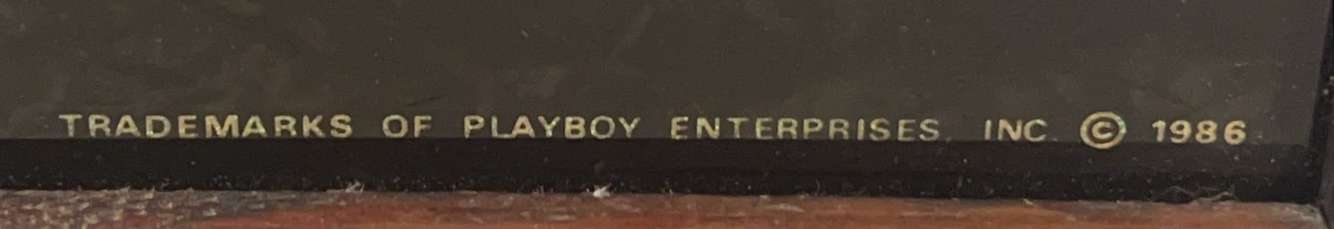 TRADEMARKS OF PLAYBOY ENTERPRISES, INC. © 1986